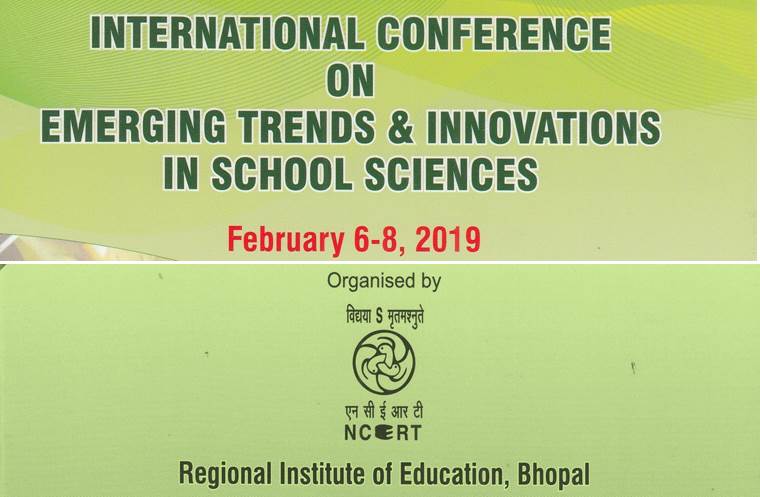 INTERNATIONAL CONFERENCE
ON
EMERGING TRENDS & INNOVATIONS
IN SCHOOL SCIENCES
February 6-8, 2019
Organised by
विद्यया S मृतमश्नुते
एन सी ई आर टी
NCERT
Regional Institute of Education, Bhopal